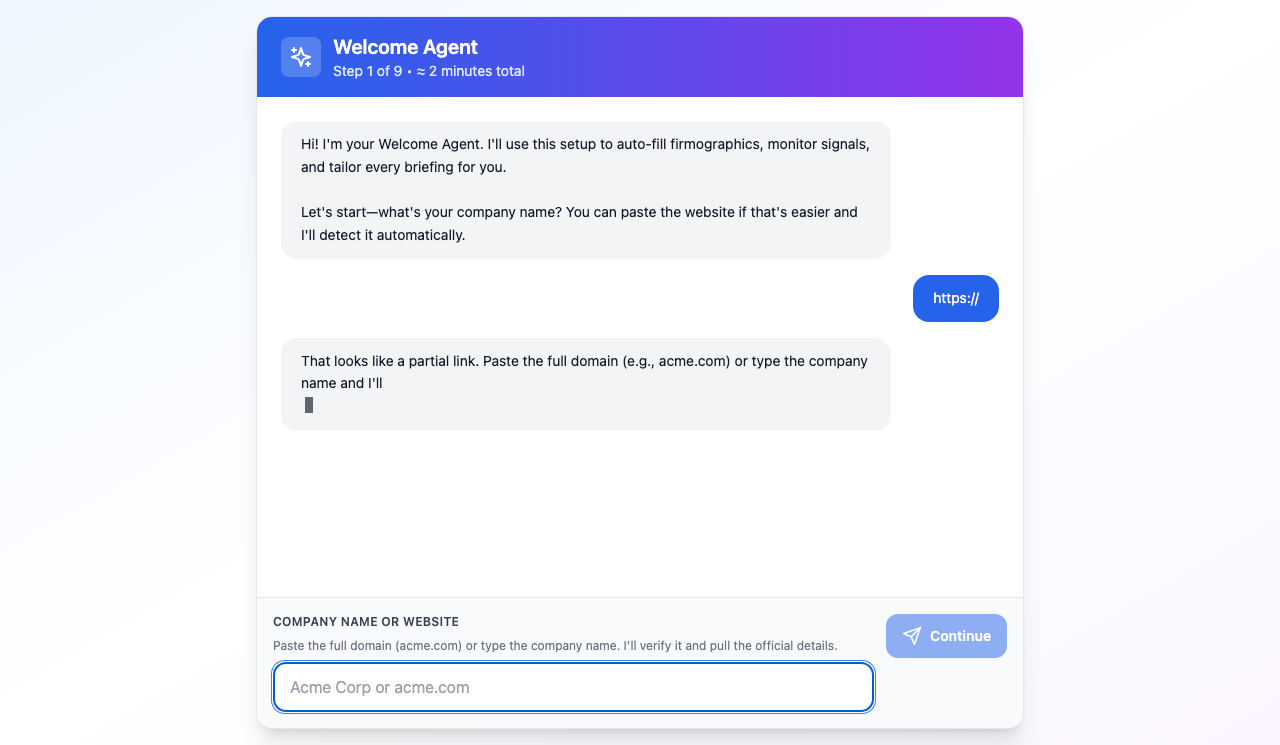 Welcome Agent
Step 1 of 9 • ≈ 2 minutes total
Hi! I'm your Welcome Agent. I'll use this setup to auto-fill firmographics, monitor signals,
and tailor every briefing for you.
Let's start—what's your company name? You can paste the website if that's easier and
I'll detect it automatically.
https://
That looks like a partial link. Paste the full domain (e.g., acme.com) or type the company
name and I'll
COMPANY NAME OR WEBSITE
Paste the full domain (acme.com) or type the company name. I’ll verify it and pull the official details.
Acme Corp or acme.com
Continue